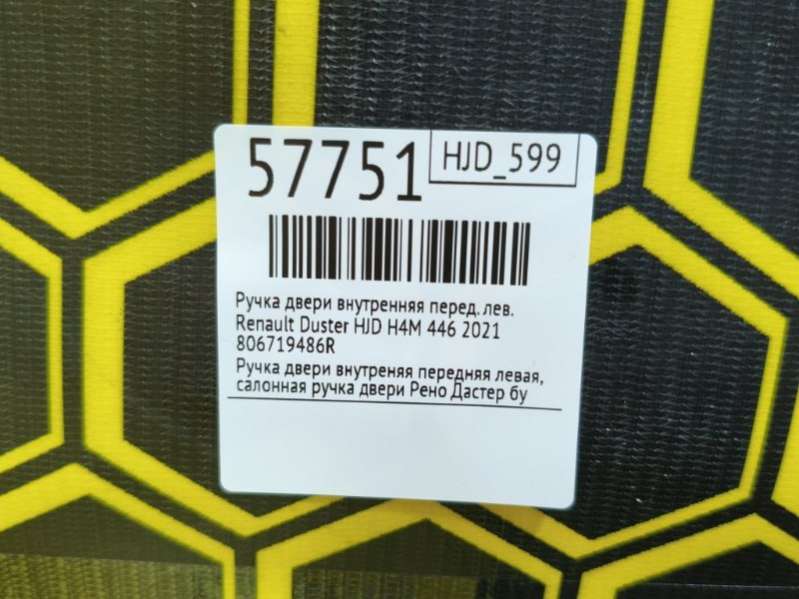 57751 HJD_599
Ручка двери внутренняя перед. лев.
Renault Duster HJD H4M 446 2021
806719486R
Ручка двери внутреняя передняя левая,
салонная ручка двери Рено Дастер бу